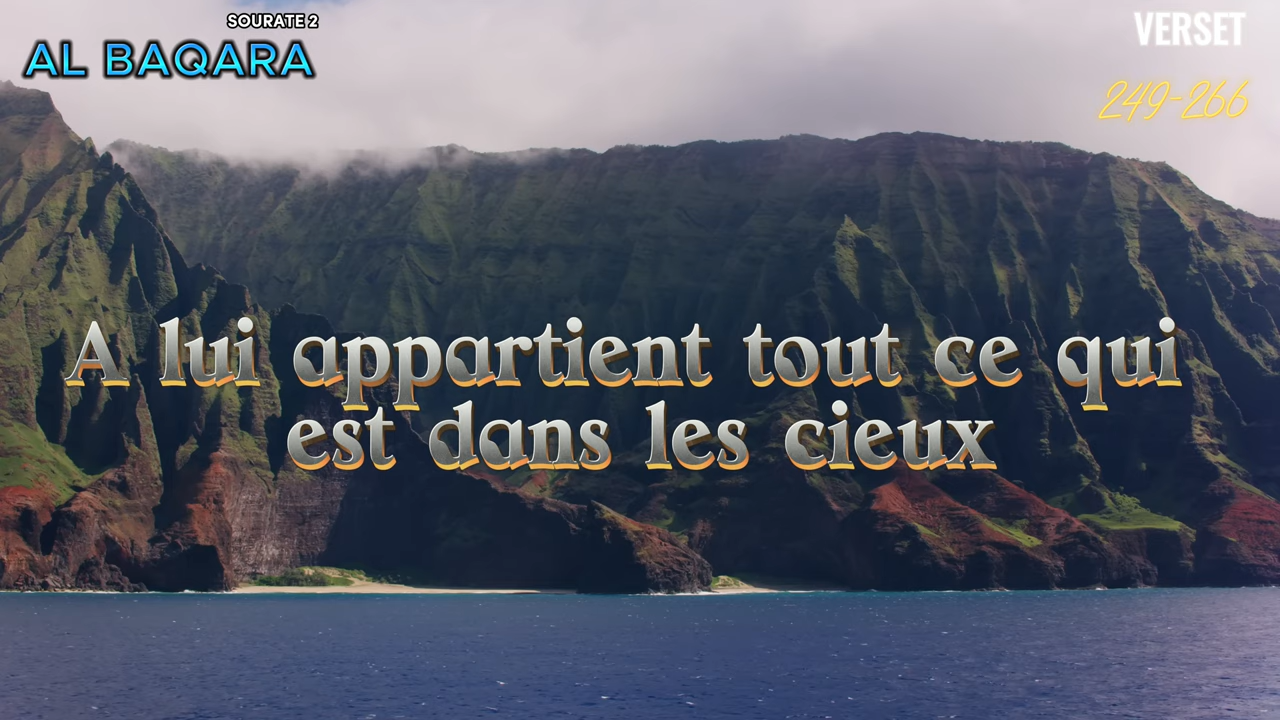 SOURATE 2
AL BAQARA
VERSET
249-266
A lui appartient tout ce qui
est dans les cieux